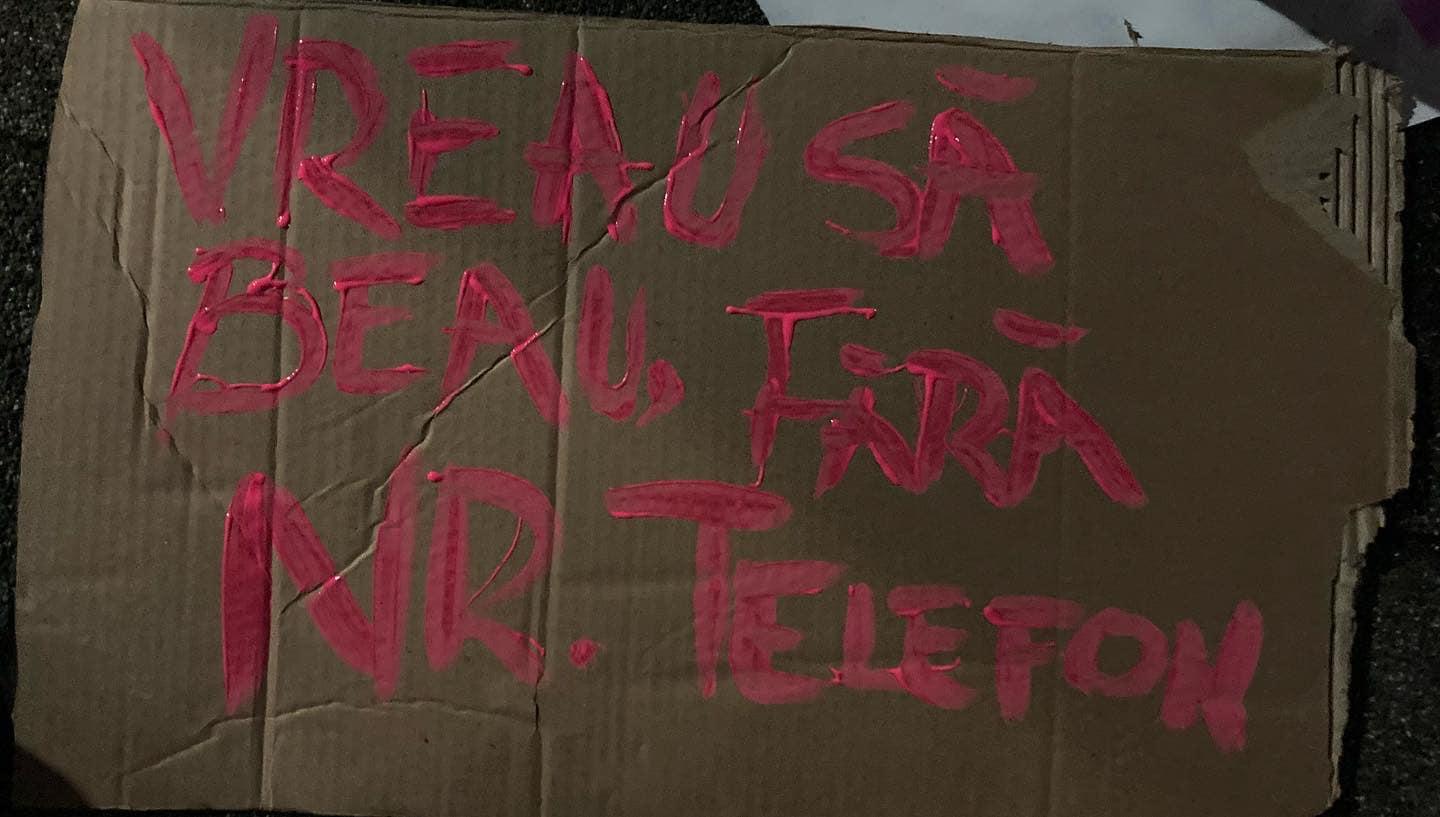 VREAU SĂ
BEAU, FĂRĂ
NR. TELEFON